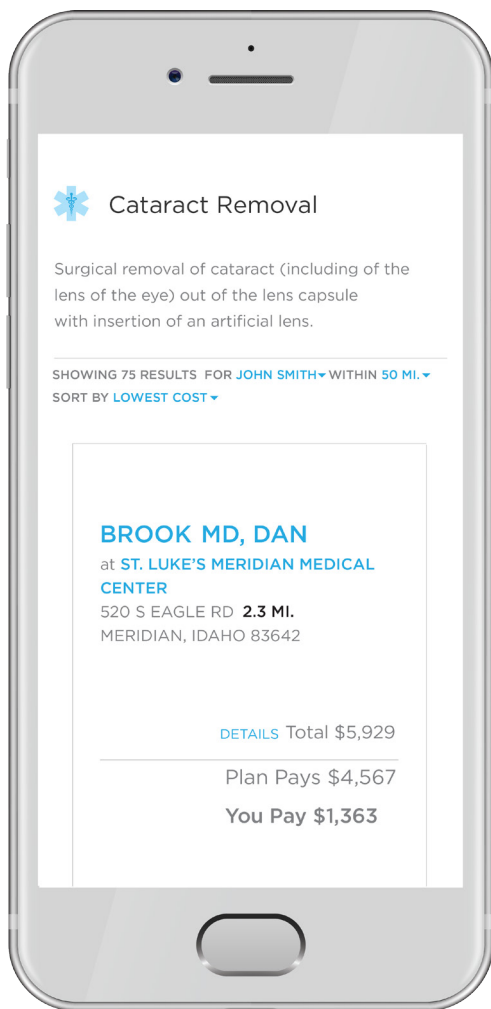 Cataract Removal
Surgical removal of cataract (including of the
lens of the eye) out of the lens capsule
with insertion of an artificial lens.
SHOWING 75 RESULTS FOR JOHN SMITH WITHIN 50 MI.
SORT BY LOWEST COST
BROOK MD, DAN
at ST. LUKE'S MERIDIAN MEDICAL
CENTER
520 S EAGLE RD 2.3 MI.
MERIDIAN, IDAHO 83642
DETAILS Total $5,929
Plan Pays $4,567
You Pay $1,363